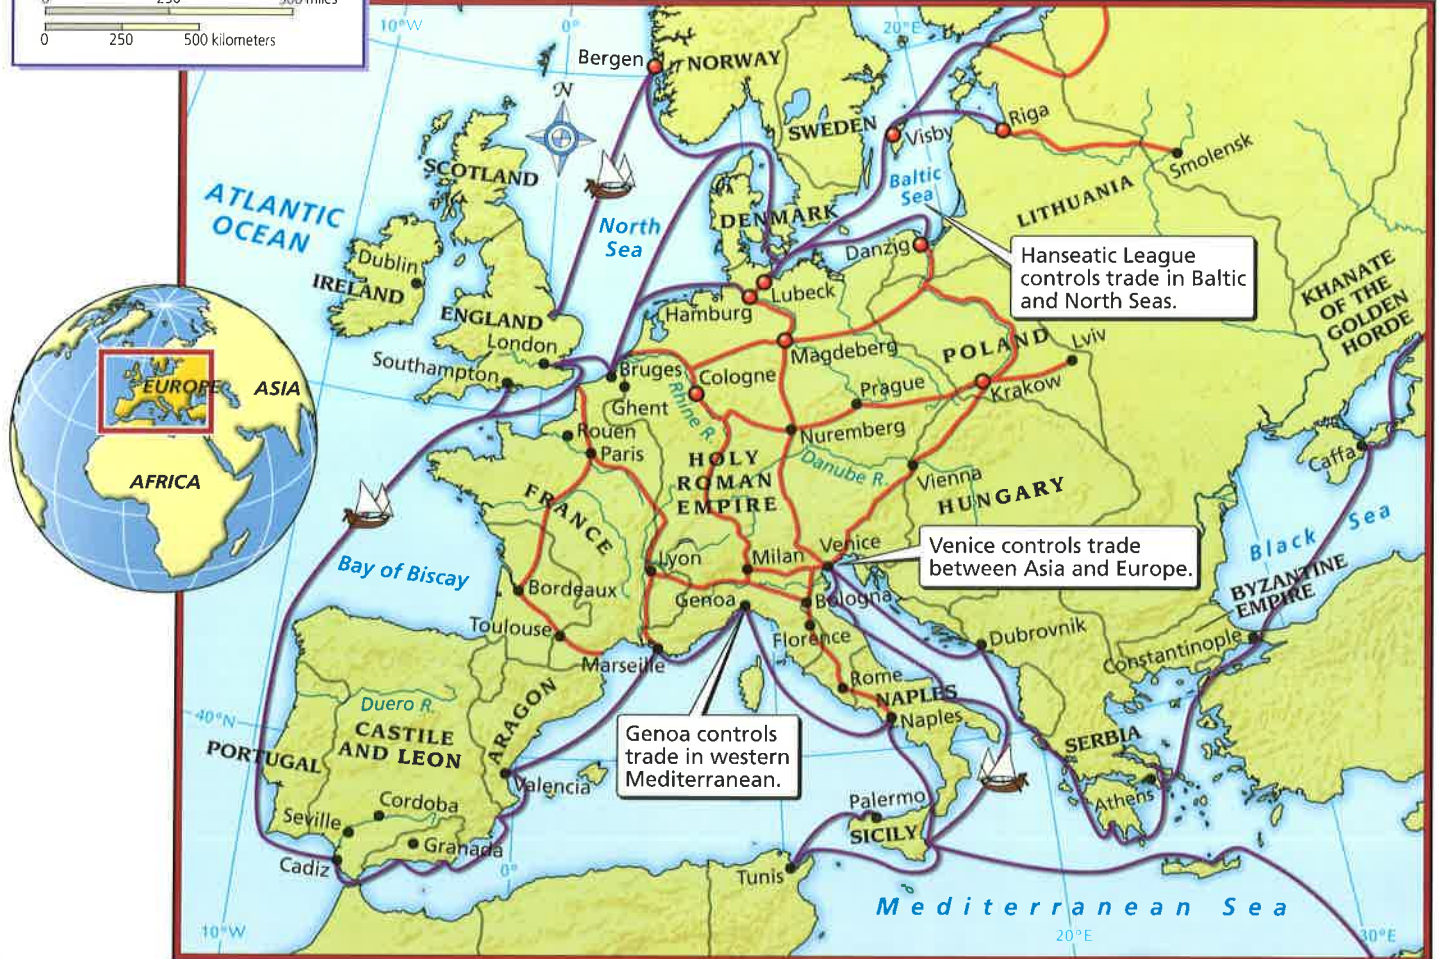 0 250 500 miles
0 250 500 kilometers
10°W
0°
20°E
Bergen
NORWAY
N
SWEDEN
Visby
Riga
Smolensk
SCOTLAND
ATLANTIC
OCEAN
North
Sea
Baltic
Sea
LITHUANIA
DENMARK
Dublin
IRELAND
Danzig
Hanseatic League
controls trade in Baltic
and North Seas.
KHANATE
OF THE
GOLDEN
HORDE
Lubeck
Hamburg
ENGLAND
London
Southampton
Bruges
Ghent
Cologne
Magdeberg
POLAND
Lviv
Krakow
Prague
Rhine R.
EUROPE
ASIA
AFRICA
Rouen
Paris
Nuremberg
HOLY
ROMAN
EMPIRE
Danube R.
Vienna
HUNGARY
Caffa
Black Sea
FRANCE
Bay of Biscay
Lyon
Milan
Venice
Venice controls trade
between Asia and Europe.
BYZANTINE
EMPIRE
Bordeaux
Genoa
Bologna
Toulouse
Marseille
Florence
Dubrovnik
Constantinople
Rome
NAPLES
Naples
Duero R.
40°N
PORTUGAL
CASTILE
AND LEON
ARAGON
Genoa controls
trade in western
Mediterranean.
SERBIA
Valencia
Athens
Cordoba
Seville
Granada
Palermo
SICILY
Cadiz
0°
Tunis
Mediterranean Sea
10°W
20°E
30°E